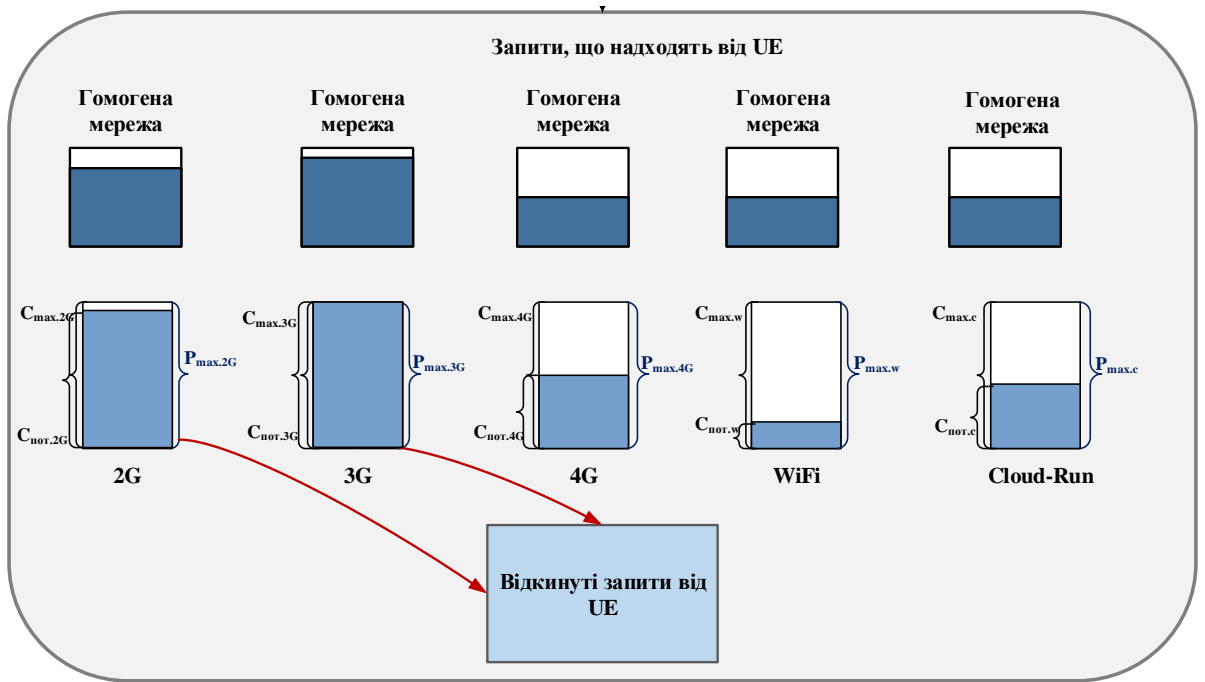 Запити, що надходять від UE
Гомогена
мережа
Гомогена
мережа
Гомогена
мережа
Гомогена
мережа
Гомогена
мережа
Cmax.2G
Pmax.2G
Cпот.2G
Cmax.3G
Pmax.3G
Cпот.3G
Cmax.4G
Pmax.4G
Cпот.4G
Cmax.w
Pmax.w
Cпот.w
Cmax.c
Pmax.c
Cпот.c
2G
3G
4G
WiFi
Cloud-Run
Відкинуті запити від
UE